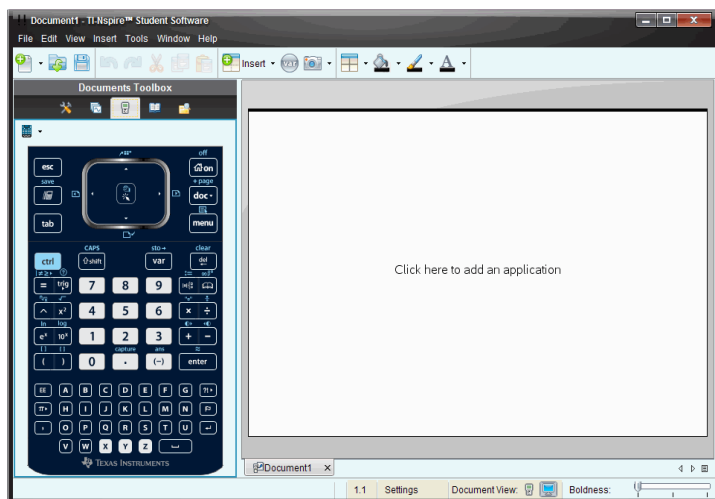 Document1 - TI-Nspire™ Student Software
File Edit View Insert Tools Window Help
Insert var A
Documents Toolbox
off
esc on
save + page
doc
tab menu
CAPS sto→ clear
ctrl ⇧shift var del
= trig 7 8 9
^ x² 4 5 6 × ÷
ln log
eˣ 10ˣ 1 2 3 + −
capture ans
( ) 0 . (−) enter
EE A B C D E F G ?!▸
π▸ H I J K L M N
, O P Q R S T U
V W X Y Z
TEXAS INSTRUMENTS
Click here to add an application
Document1
1.1 Settings Document View: Boldness: